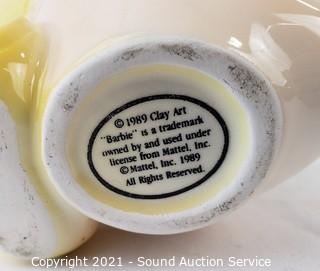 © 1989 Clay Art
"Barbie" is a trademark
owned by and used under
license from Mattel, Inc.
©Mattel, Inc. 1989
All Rights Reserved.
Copyright 2021 - Sound Auction Service